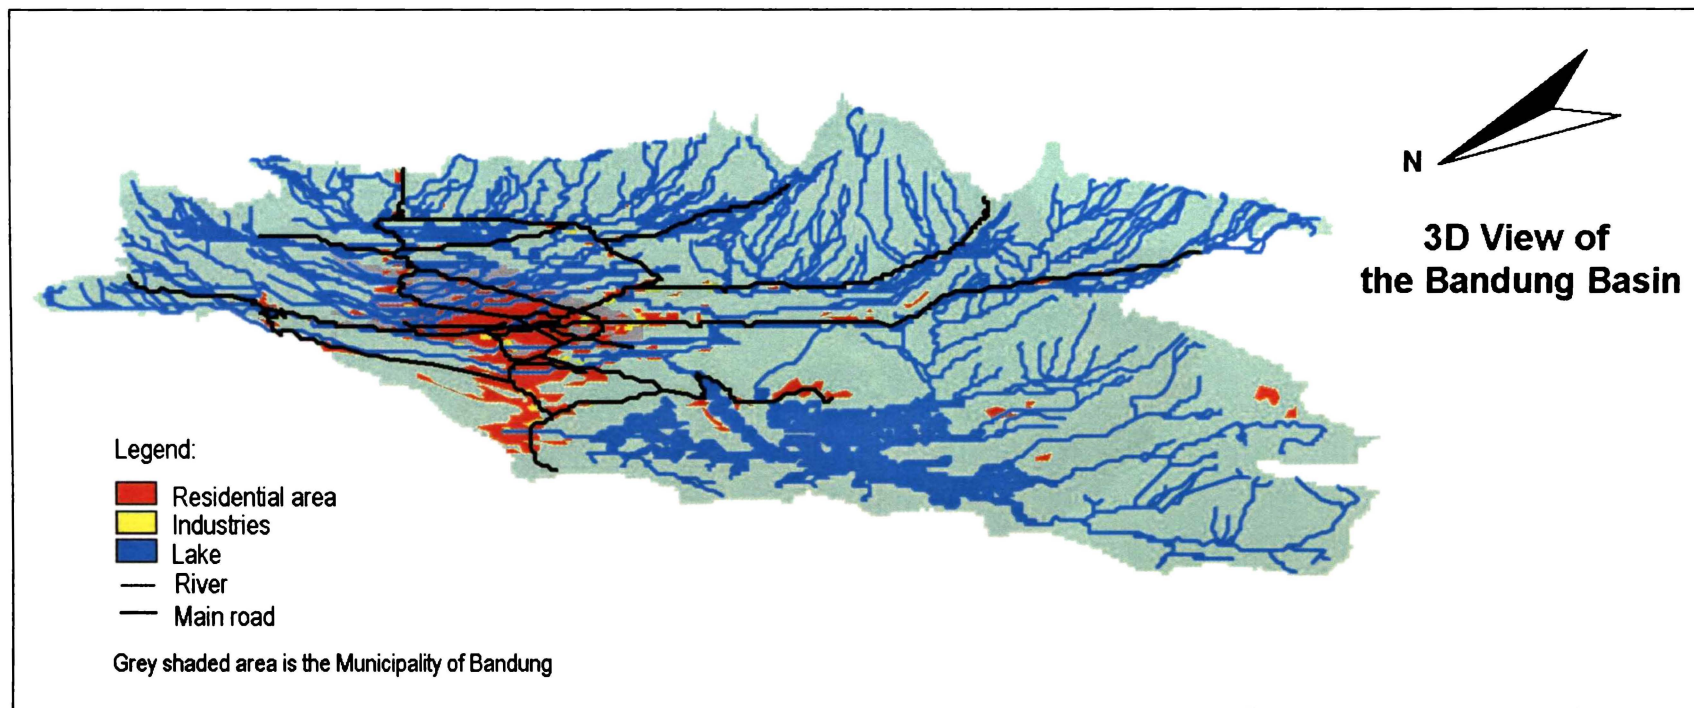 N
3D View of
the Bandung Basin
Legend:
Residential area
Industries
Lake
River
Main road
Grey shaded area is the Municipality of Bandung